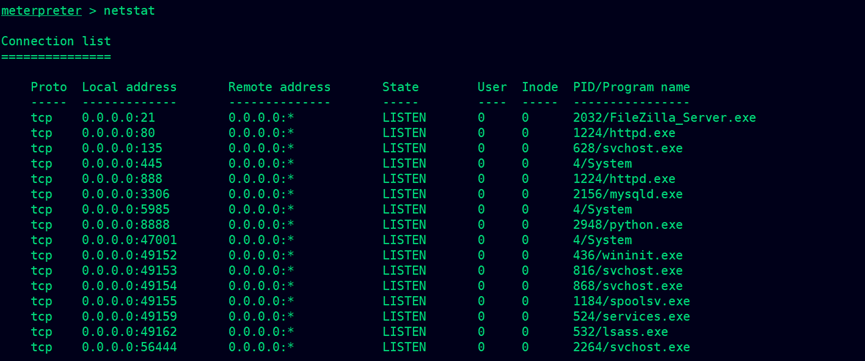 meterpreter > netstat
Connection list
===============
Proto Local address Remote address State User Inode PID/Program name
----- ------------- -------------- ----- ---- ----- ----------------
tcp 0.0.0.0:21 0.0.0.0:* LISTEN 0 0 2032/FileZilla_Server.exe
tcp 0.0.0.0:80 0.0.0.0:* LISTEN 0 0 1224/httpd.exe
tcp 0.0.0.0:135 0.0.0.0:* LISTEN 0 0 628/svchost.exe
tcp 0.0.0.0:445 0.0.0.0:* LISTEN 0 0 4/System
tcp 0.0.0.0:888 0.0.0.0:* LISTEN 0 0 1224/httpd.exe
tcp 0.0.0.0:3306 0.0.0.0:* LISTEN 0 0 2156/mysqld.exe
tcp 0.0.0.0:5985 0.0.0.0:* LISTEN 0 0 4/System
tcp 0.0.0.0:8888 0.0.0.0:* LISTEN 0 0 2948/python.exe
tcp 0.0.0.0:47001 0.0.0.0:* LISTEN 0 0 4/System
tcp 0.0.0.0:49152 0.0.0.0:* LISTEN 0 0 436/wininit.exe
tcp 0.0.0.0:49153 0.0.0.0:* LISTEN 0 0 816/svchost.exe
tcp 0.0.0.0:49154 0.0.0.0:* LISTEN 0 0 868/svchost.exe
tcp 0.0.0.0:49155 0.0.0.0:* LISTEN 0 0 1184/spoolsv.exe
tcp 0.0.0.0:49159 0.0.0.0:* LISTEN 0 0 524/services.exe
tcp 0.0.0.0:49162 0.0.0.0:* LISTEN 0 0 532/lsass.exe
tcp 0.0.0.0:56444 0.0.0.0:* LISTEN 0 0 2264/svchost.exe